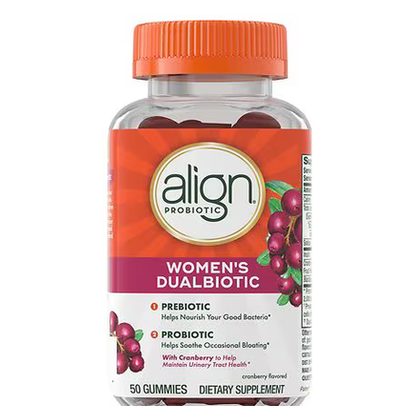 align®
PROBIOTIC
WOMEN'S
DUALBIOTIC
1 PREBIOTIC
Helps Nourish Your Good Bacteria*
2 PROBIOTIC
Helps Soothe Occasional Bloating*
With Cranberry to Help
Maintain Urinary Tract Health*
cranberry flavored
50 GUMMIES DIETARY SUPPLEMENT